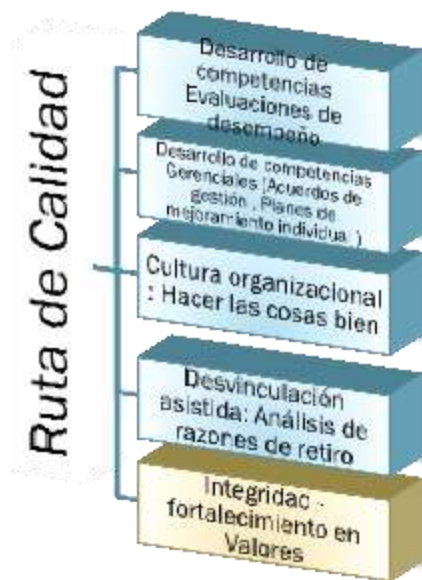 Ruta de Calidad
Desarrollo de
competencias
Evaluaciones de
desempeño
Desarrollo de competencias
Gerenciales (Acuerdos de
gestión , Planes de
mejoramiento individual )
Cultura organizacional
: Hacer las cosas bien
Desvinculación
asistida: Análisis de
razones de retiro
Integridad -
fortalecimiento en
Valores